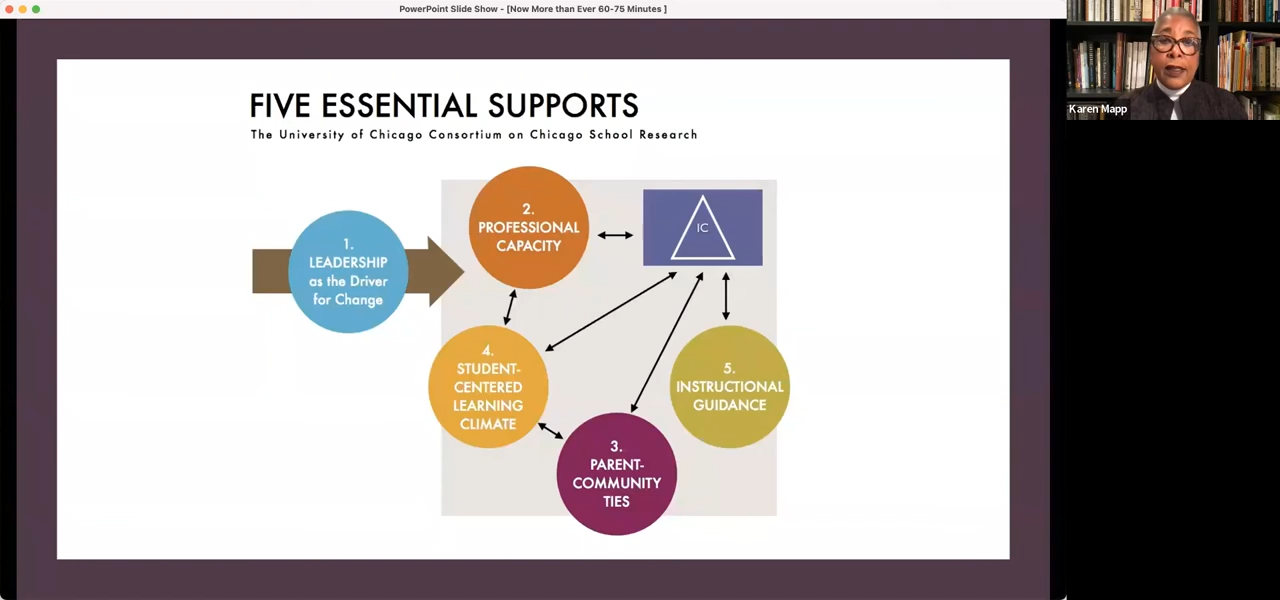 PowerPoint Slide Show - [Now More than Ever 60-75 Minutes ]
Karen Mapp
FIVE ESSENTIAL SUPPORTS
The University of Chicago Consortium on Chicago School Research
1.
LEADERSHIP
as the Driver
for Change
2.
PROFESSIONAL
CAPACITY
IC
4.
STUDENT-
CENTERED
LEARNING
CLIMATE
5.
INSTRUCTIONAL
GUIDANCE
3.
PARENT-
COMMUNITY
TIES